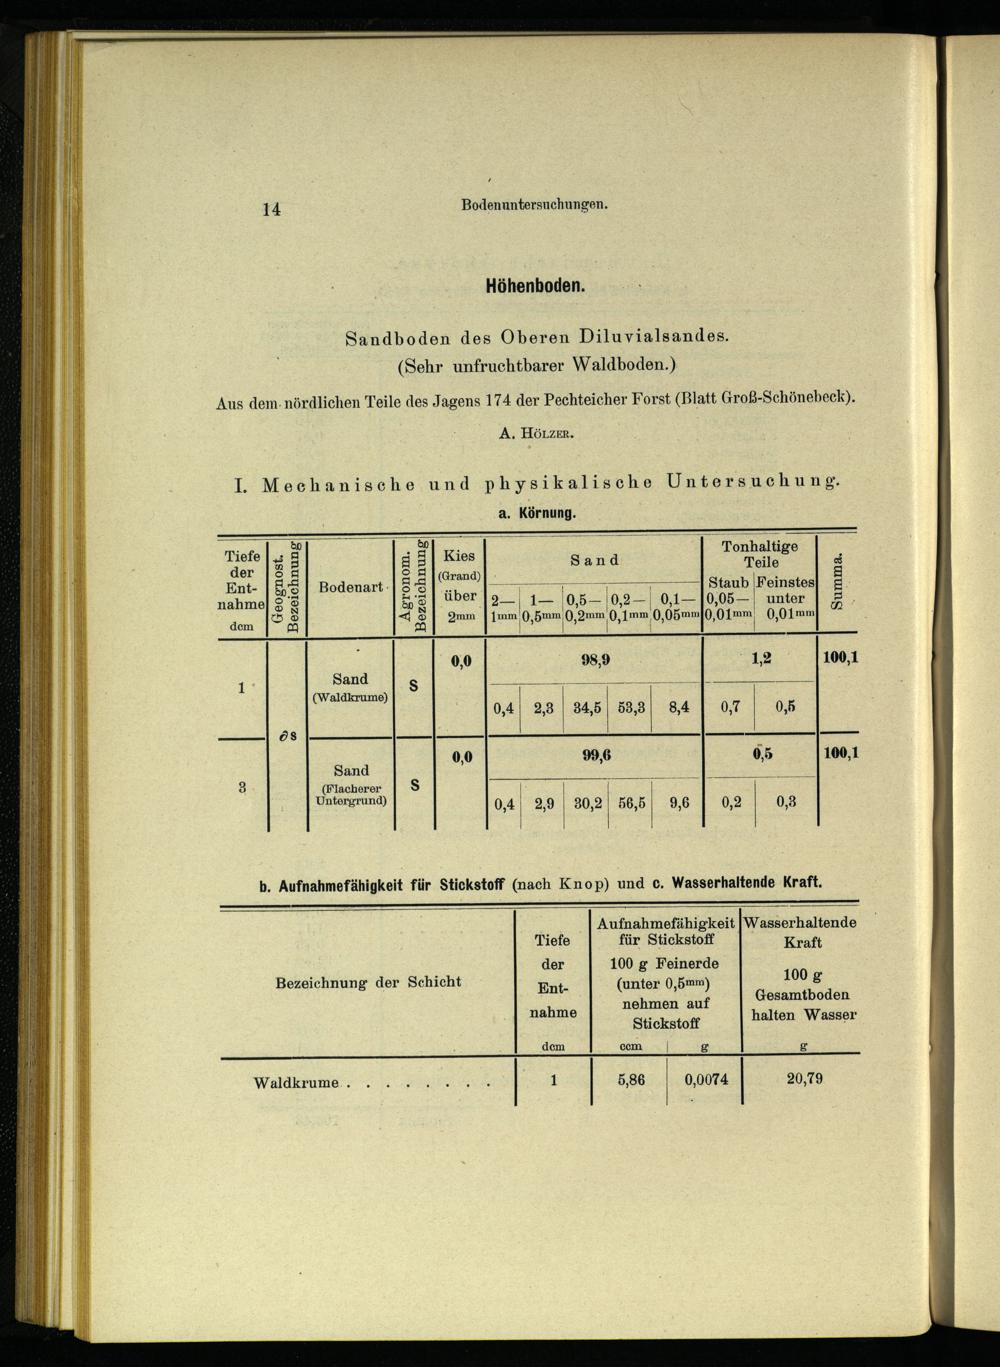 14 Bodenuntersuchungen.
Höhenboden.
Sandboden des Oberen Diluvialsandes.
(Sehr unfruchtbarer Waldboden.)
Aus dem nördlichen Teile des Jagens 174 der Pechteicher Forst (Blatt Groß-Schönebeck).
A. HÖLZER.
I. Mechanische und physikalische Untersuchung.
a. Körnung.
Tiefe der Ent-nahme dcm
Geognost. Bezeichnung
Bodenart
Agronom. Bezeichnung
Kies (Grand) über 2mm
Sand
2— 1mm
1— 0,5mm
0,5— 0,2mm
0,2— 0,1mm
0,1— 0,05mm
Tonhaltige Teile
Staub 0,05— 0,01mm
Feinstes unter 0,01mm
Summa.
1
∂s
Sand (Waldkrume)
S
0,0
98,9
1,2
100,1
0,4 2,3 34,5 53,3 8,4 0,7 0,5
3
Sand (Flacherer Untergrund)
S
0,0
99,6
0,5
100,1
0,4 2,9 30,2 56,5 9,6 0,2 0,3
b. Aufnahmefähigkeit für Stickstoff (nach Knop) und c. Wasserhaltende Kraft.
Bezeichnung der Schicht
Tiefe der Ent-nahme dcm
Aufnahmefähigkeit für Stickstoff
100 g Feinerde (unter 0,5mm) nehmen auf Stickstoff
ccm g
Wasserhaltende Kraft
100 g Gesamtboden halten Wasser
g
Waldkrume . . . . . . . . 1 5,86 0,0074 20,79